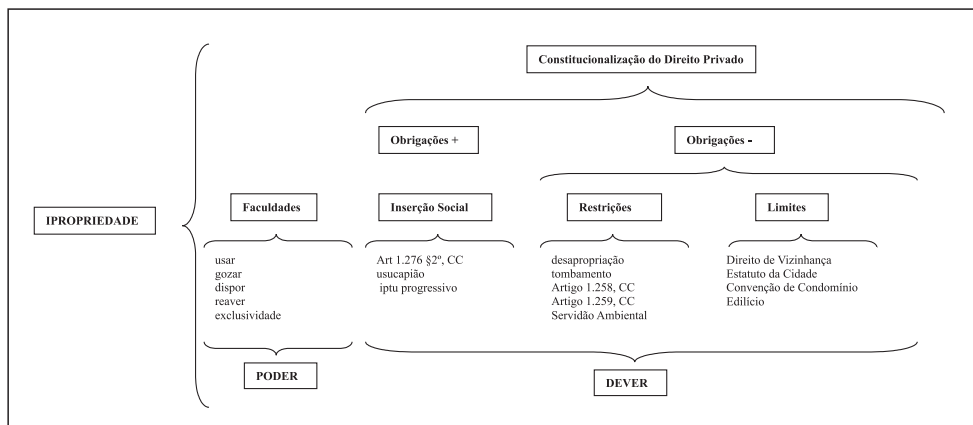 Constitucionalização do Direito Privado
Obrigações +
Obrigações -
IPROPRIEDADE
Faculdades
Inserção Social
Restrições
Limites
usar
gozar
dispor
reaver
exclusividade
Art 1.276 §2º, CC
usucapião
iptu progressivo
desapropriação
tombamento
Artigo 1.258, CC
Artigo 1.259, CC
Servidão Ambiental
Direito de Vizinhança
Estatuto da Cidade
Convenção de Condomínio
Edilício
PODER
DEVER